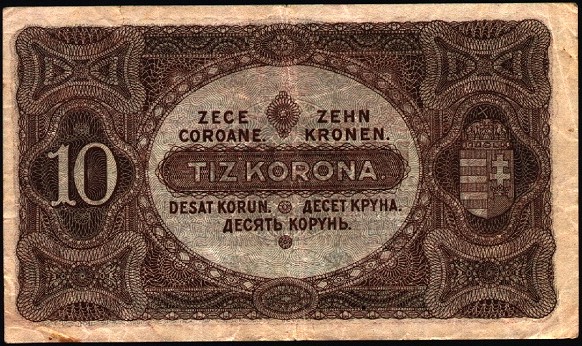 ZECE ZEHN
COROANE. KRONEN.
10
TIZ KORONA.
DESAT KORUN. ДЕСЕТ КРУНА.
ДЕСЯТЬ КОРУНЬ.